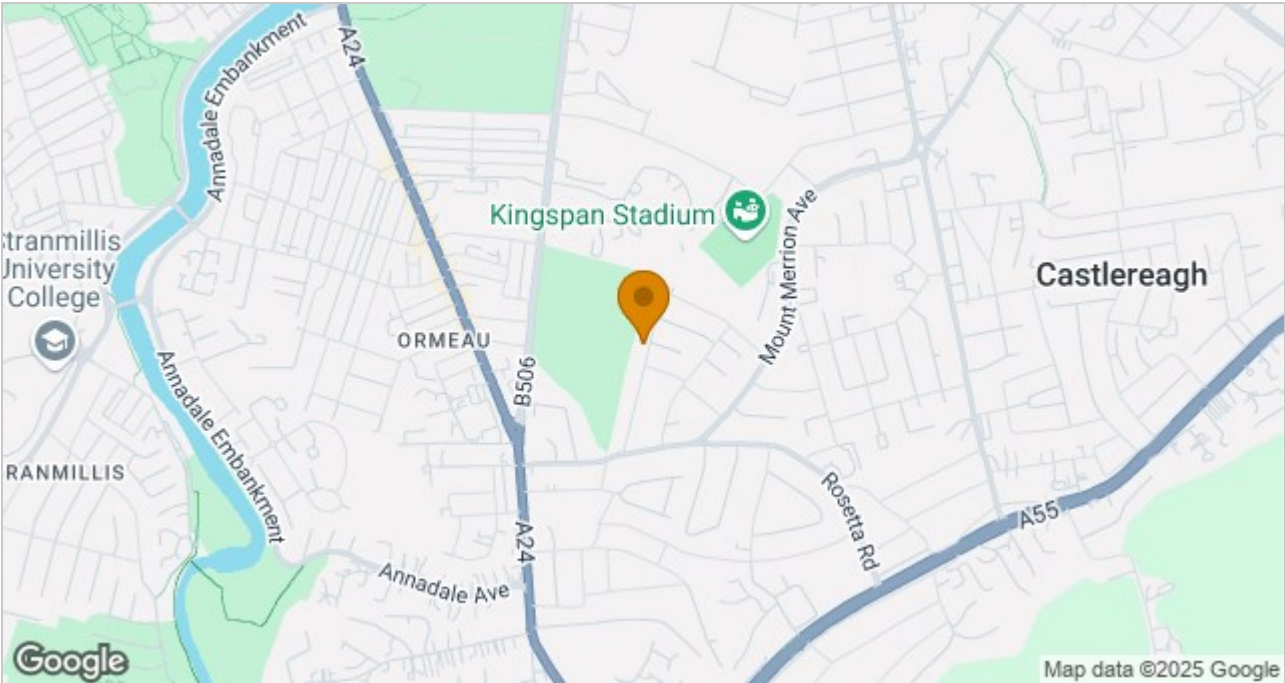 Annadale Embankment
A24
Kingspan Stadium
Mount Merrion Ave
Stranmillis
University
College
Castlereagh
ORMEAU
B506
Annadale Embankment
RANMILLIS
Rosetta Rd
A55
A24
Annadale Ave
Google
Map data ©2025 Google